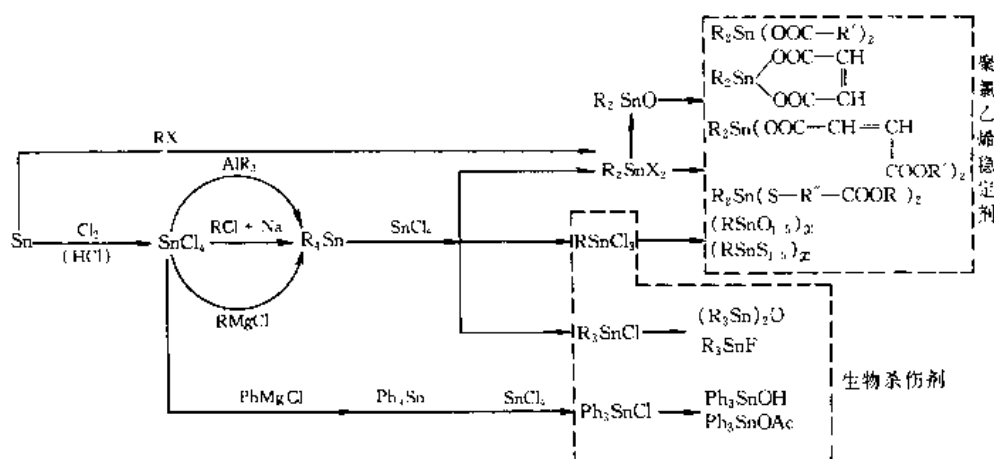 R₂Sn(OOC—R′)₂
R₂Sn
OOC—CH
OOC—CH
R₂Sn(OOC—CH=CH
COOR′)₂
R₂Sn(S—R″—COOR)₂
(RSnO₁.₅)x
(RSnS₁.₅)x
聚氯乙烯稳定剂
R₂SnO
RX
R₂SnX₂
AlR₃
Sn
Cl₂
(HCl)
SnCl₄
RCl + Na
R₄Sn
SnCl₄
RSnCl₃
RMgCl
R₃SnCl
(R₃Sn)₂O
R₃SnF
生物杀伤剂
PhMgCl
Ph₄Sn
SnCl₄
Ph₃SnCl
Ph₃SnOH
Ph₃SnOAc